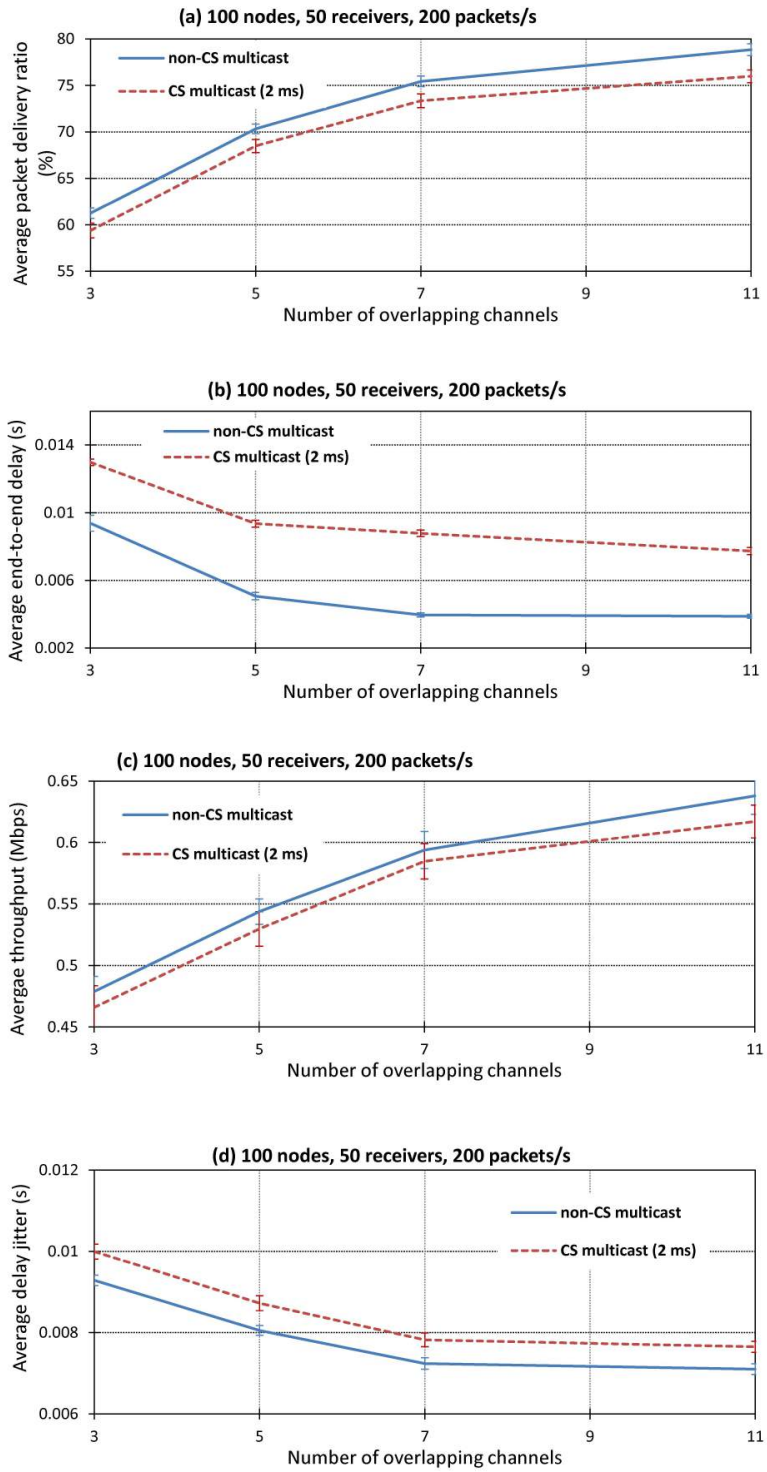 (a) 100 nodes, 50 receivers, 200 packets/s
80
75
70
65
60
55
Average packet delivery ratio
(%)
non-CS multicast
CS multicast (2 ms)
3 5 7 9 11
Number of overlapping channels
(b) 100 nodes, 50 receivers, 200 packets/s
0.014
0.01
0.006
0.002
Average end-to-end delay (s)
non-CS multicast
CS multicast (2 ms)
3 5 7 9 11
Number of overlapping channels
(c) 100 nodes, 50 receivers, 200 packets/s
0.65
0.6
0.55
0.5
0.45
Avergae throughput (Mbps)
non-CS multicast
CS multicast (2 ms)
3 5 7 9 11
Number of overlapping channels
(d) 100 nodes, 50 receivers, 200 packets/s
0.012
0.01
0.008
0.006
Average delay jitter (s)
non-CS multicast
CS multicast (2 ms)
3 5 7 9 11
Number of overlapping channels